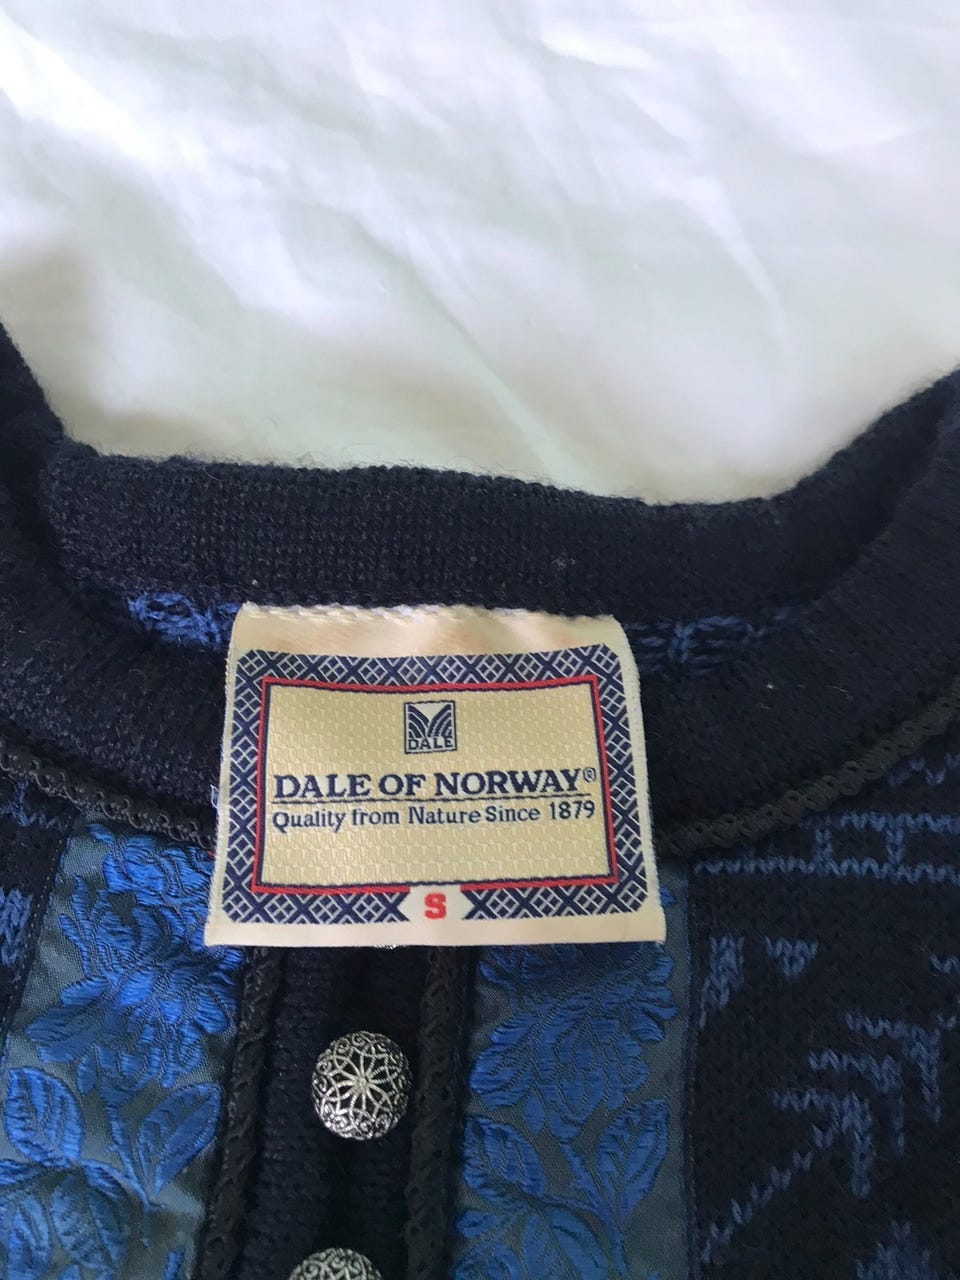 DALE
DALE OF NORWAY®
Quality from Nature Since 1879
S